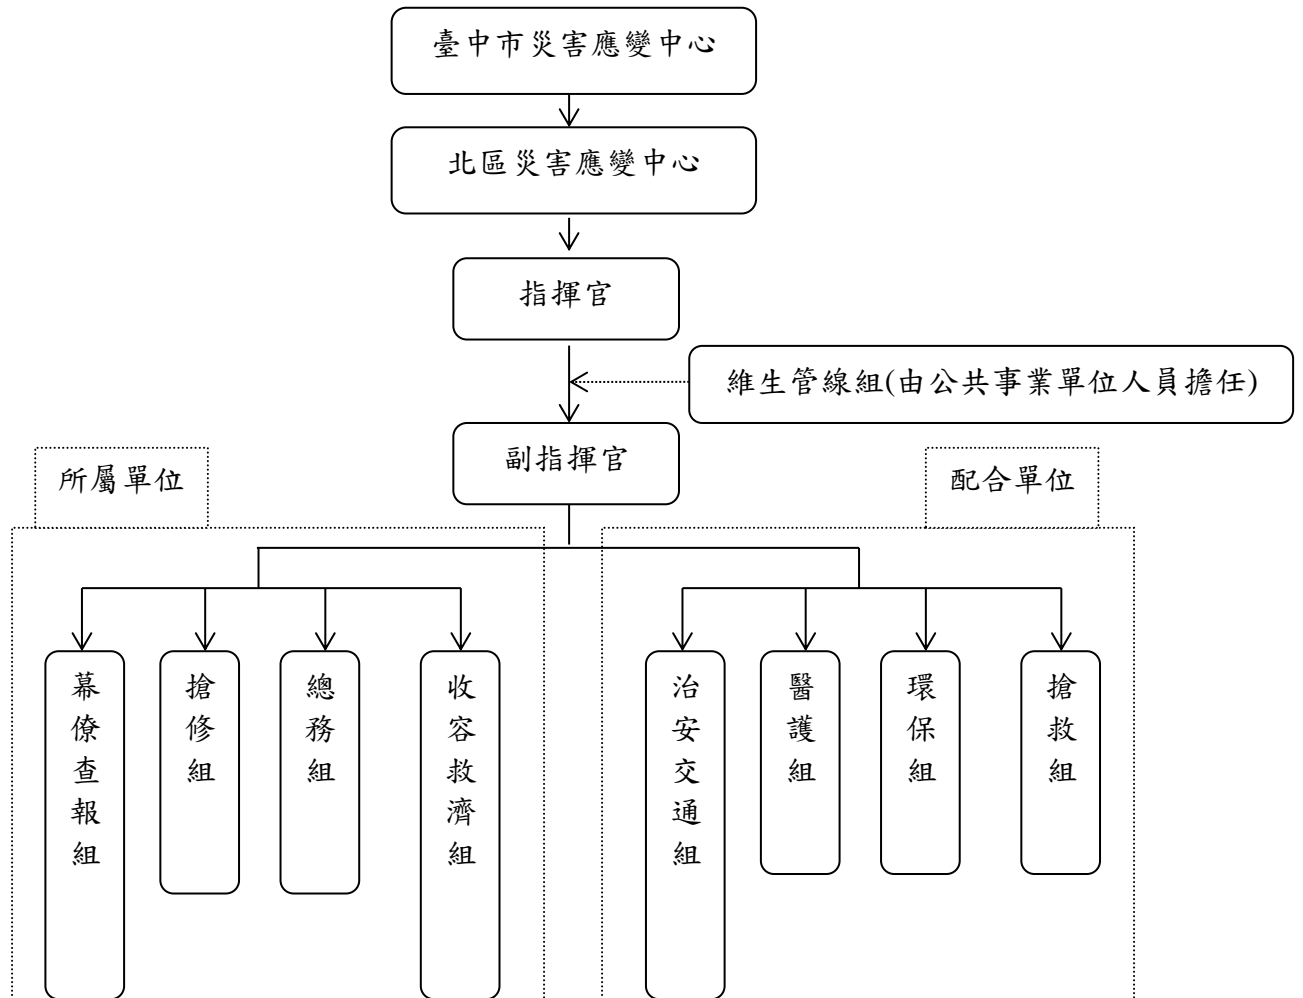 臺中市災害應變中心
北區災害應變中心
指揮官
維生管線組(由公共事業單位人員擔任)
副指揮官
所屬單位
配合單位
幕僚查報組
搶修組
總務組
收容救濟組
治安交通組
醫護組
環保組
搶救組